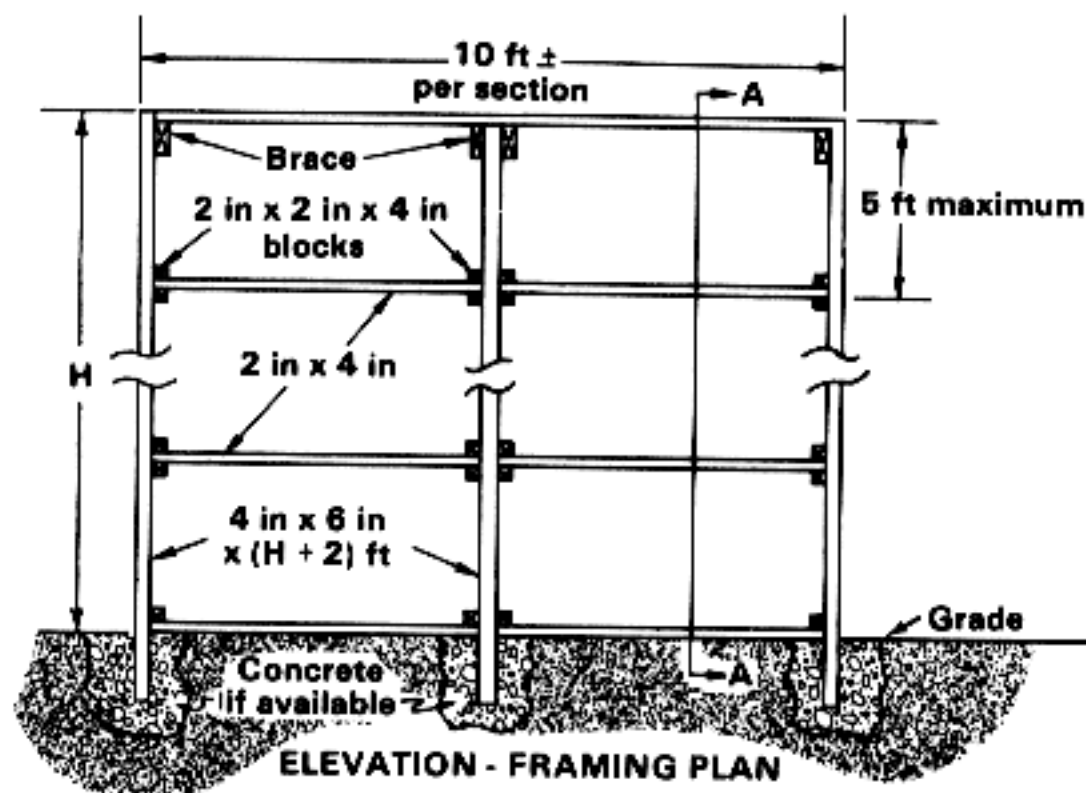 10 ft ±
per section
A
Brace
2 in x 2 in x 4 in
blocks
5 ft maximum
H
2 in x 4 in
4 in x 6 in
x (H + 2) ft
Grade
Concrete
if available
A
ELEVATION - FRAMING PLAN